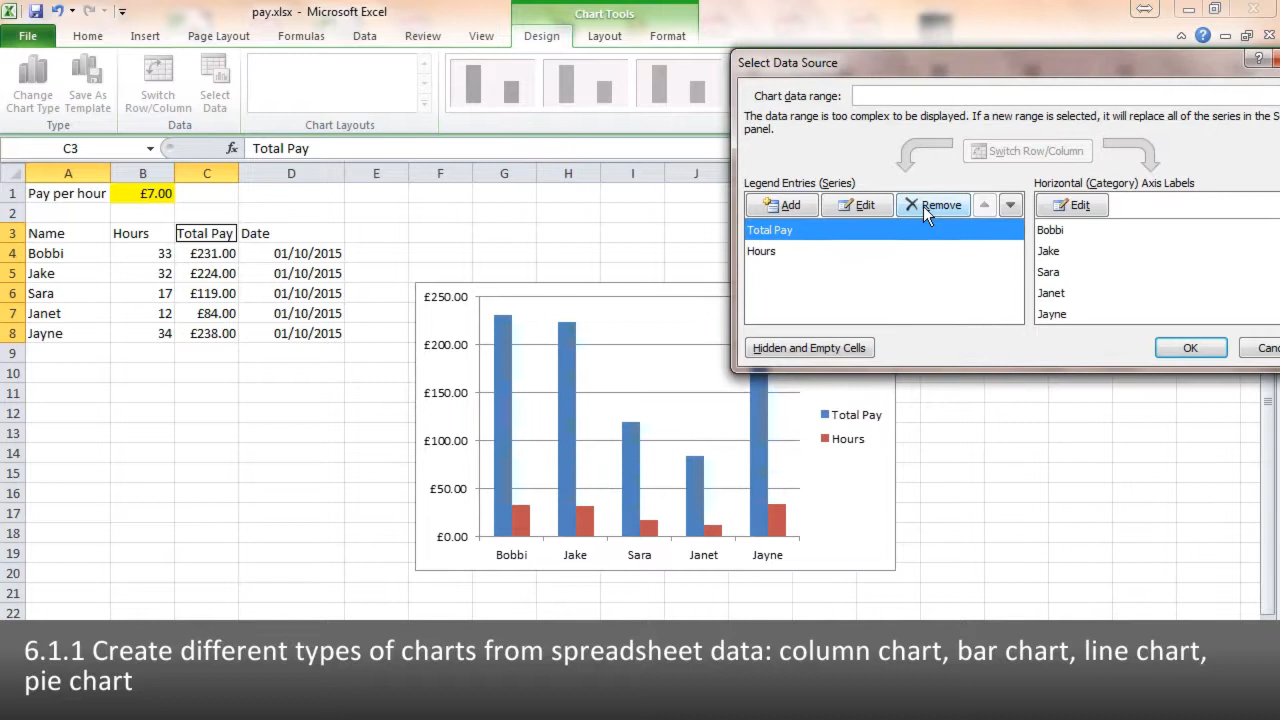 pay.xlsx - Microsoft Excel
Chart Tools
File Home Insert Page Layout Formulas Data Review View Design Layout Format
Change Chart Type
Save As Template
Switch Row/Column
Select Data
Type Data Chart Layouts
C3 fx Total Pay
A B C D E F G H I J
1 Pay per hour £7.00
2
3 Name Hours Total Pay Date
4 Bobbi 33 £231.00 01/10/2015
5 Jake 32 £224.00 01/10/2015
6 Sara 17 £119.00 01/10/2015
7 Janet 12 £84.00 01/10/2015
8 Jayne 34 £238.00 01/10/2015
9
10
11
12
13
14
15
16
17
18
19
20
21
22
£250.00
£200.00
£150.00
£100.00
£50.00
£0.00
Bobbi Jake Sara Janet Jayne
Total Pay
Hours
Select Data Source
Chart data range:
The data range is too complex to be displayed. If a new range is selected, it will replace all of the series in the S
panel.
Switch Row/Column
Legend Entries (Series) Horizontal (Category) Axis Labels
Add Edit Remove Edit
Total Pay
Hours
Bobbi
Jake
Sara
Janet
Jayne
Hidden and Empty Cells OK Canc
6.1.1 Create different types of charts from spreadsheet data: column chart, bar chart, line chart,
pie chart